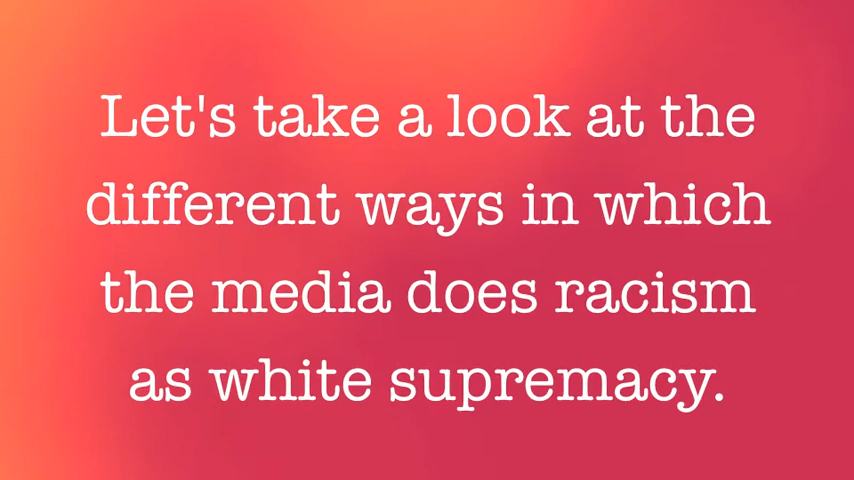 Let's take a look at the
different ways in which
the media does racism
as white supremacy.